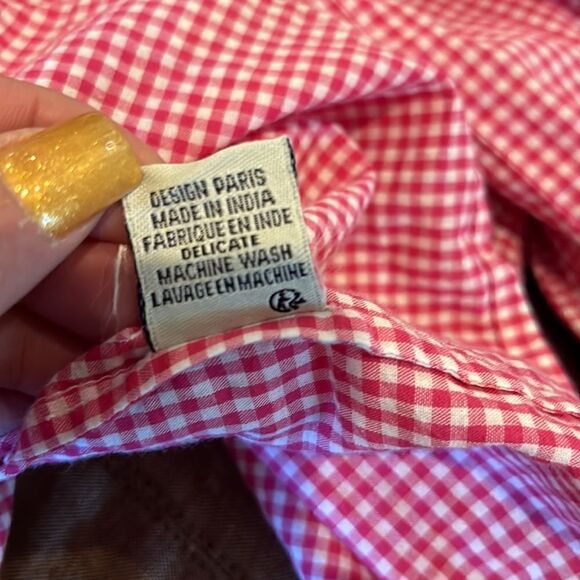 DESIGN PARIS
MADE IN INDIA
FABRIQUE EN INDE
DELICATE
MACHINE WASH
LAVAGE EN MACHINE